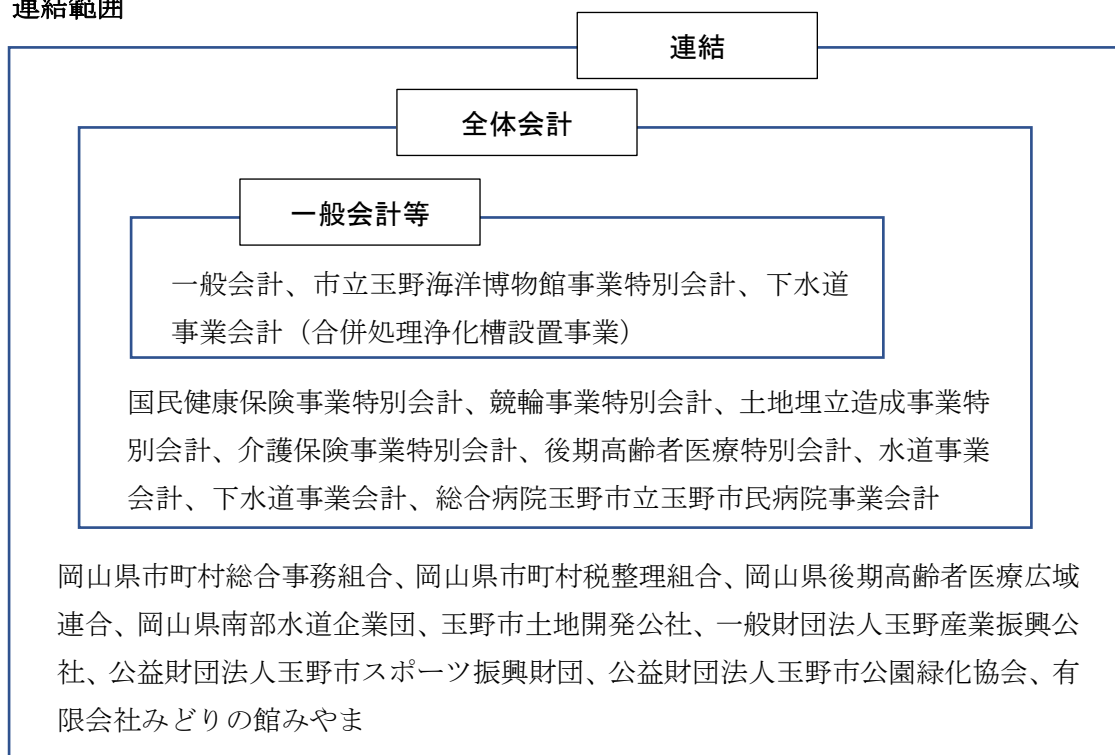 連結範囲
連結
全体会計
一般会計等
一般会計、市立玉野海洋博物館事業特別会計、下水道
事業会計（合併処理浄化槽設置事業）
国民健康保険事業特別会計、競輪事業特別会計、土地埋立造成事業特
別会計、介護保険事業特別会計、後期高齢者医療特別会計、水道事業
会計、下水道事業会計、総合病院玉野市立玉野市民病院事業会計
岡山県市町村総合事務組合、岡山県市町村税整理組合、岡山県後期高齢者医療広域
連合、岡山県南部水道企業団、玉野市土地開発公社、一般財団法人玉野産業振興公
社、公益財団法人玉野市スポーツ振興財団、公益財団法人玉野市公園緑化協会、有
限会社みどりの館みやま